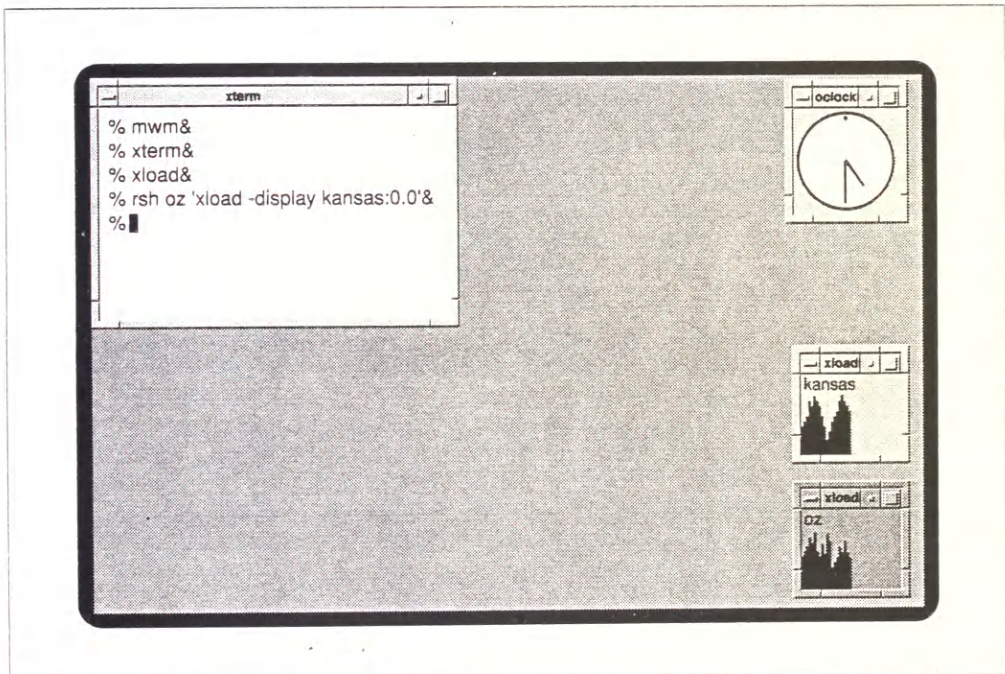 xterm
% mwm&
% xterm&
% xload&
% rsh oz 'xload -display kansas:0.0'&
%
oclock
xload
kansas
xload
oz